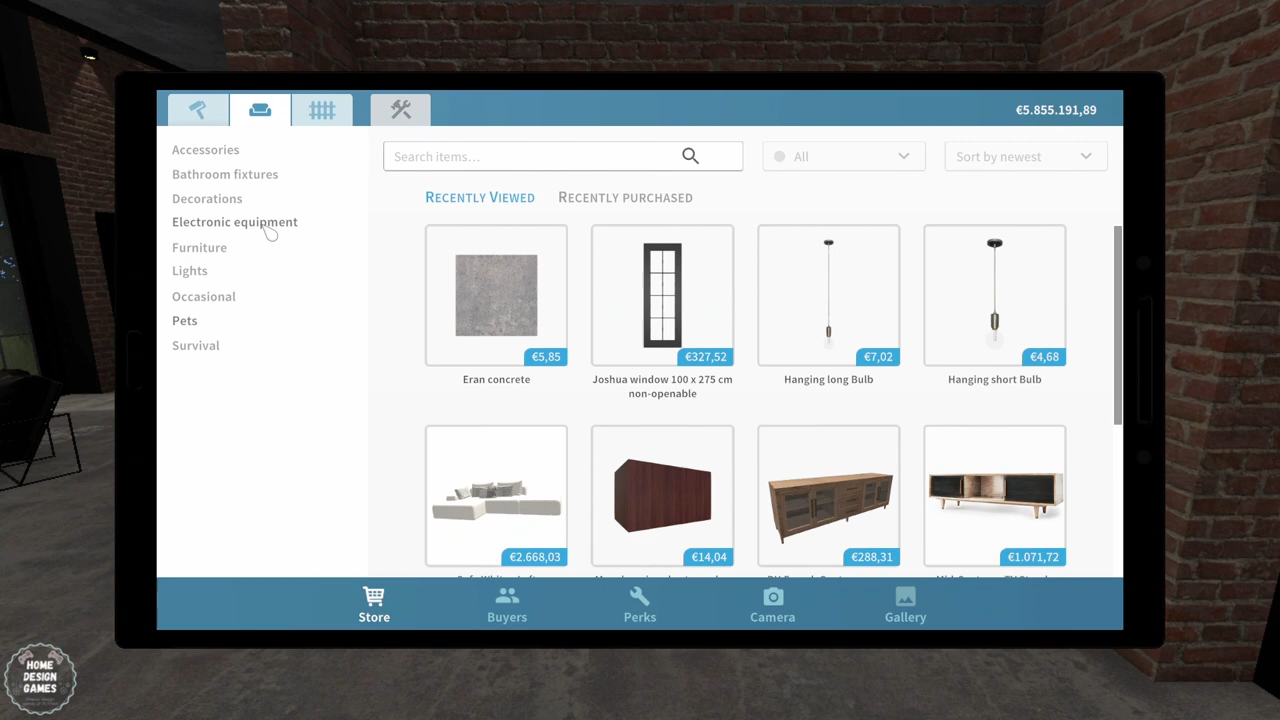 €5.855.191,89
Accessories
Bathroom fixtures
Decorations
Electronic equipment
Furniture
Lights
Occasional
Pets
Survival
Search items...
All
Sort by newest
RECENTLY VIEWED
RECENTLY PURCHASED
€5,85
€327,52
€7,02
€4,68
Eran concrete
Joshua window 100 x 275 cm
non-openable
Hanging long Bulb
Hanging short Bulb
€2.668,03
€14,04
€288,31
€1.071,72
Store
Buyers
Perks
Camera
Gallery
HOME
DESIGN
GAMES